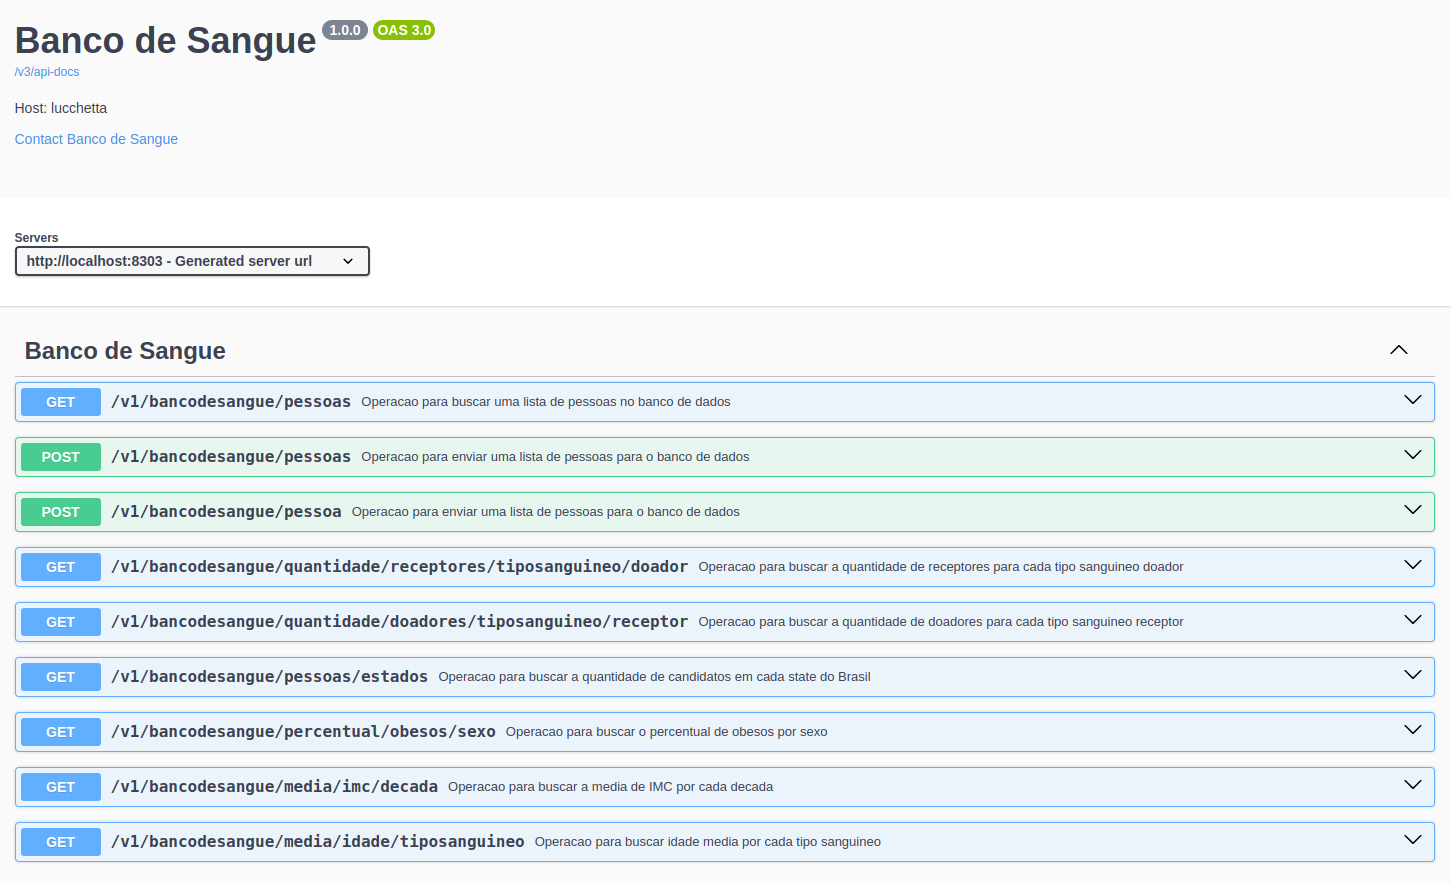 Banco de Sangue 1.0.0 OAS 3.0
/v3/api-docs
Host: lucchetta
Contact Banco de Sangue
Servers
http://localhost:8303 - Generated server url
Banco de Sangue
GET /v1/bancodesangue/pessoas Operacao para buscar uma lista de pessoas no banco de dados
POST /v1/bancodesangue/pessoas Operacao para enviar uma lista de pessoas para o banco de dados
POST /v1/bancodesangue/pessoa Operacao para enviar uma lista de pessoas para o banco de dados
GET /v1/bancodesangue/quantidade/receptores/tiposanguineo/doador Operacao para buscar a quantidade de receptores para cada tipo sanguineo doador
GET /v1/bancodesangue/quantidade/doadores/tiposanguineo/receptor Operacao para buscar a quantidade de doadores para cada tipo sanguineo receptor
GET /v1/bancodesangue/pessoas/estados Operacao para buscar a quantidade de candidatos em cada state do Brasil
GET /v1/bancodesangue/percentual/obesos/sexo Operacao para buscar o percentual de obesos por sexo
GET /v1/bancodesangue/media/imc/decada Operacao para buscar a media de IMC por cada decada
GET /v1/bancodesangue/media/idade/tiposanguineo Operacao para buscar idade media por cada tipo sanguineo